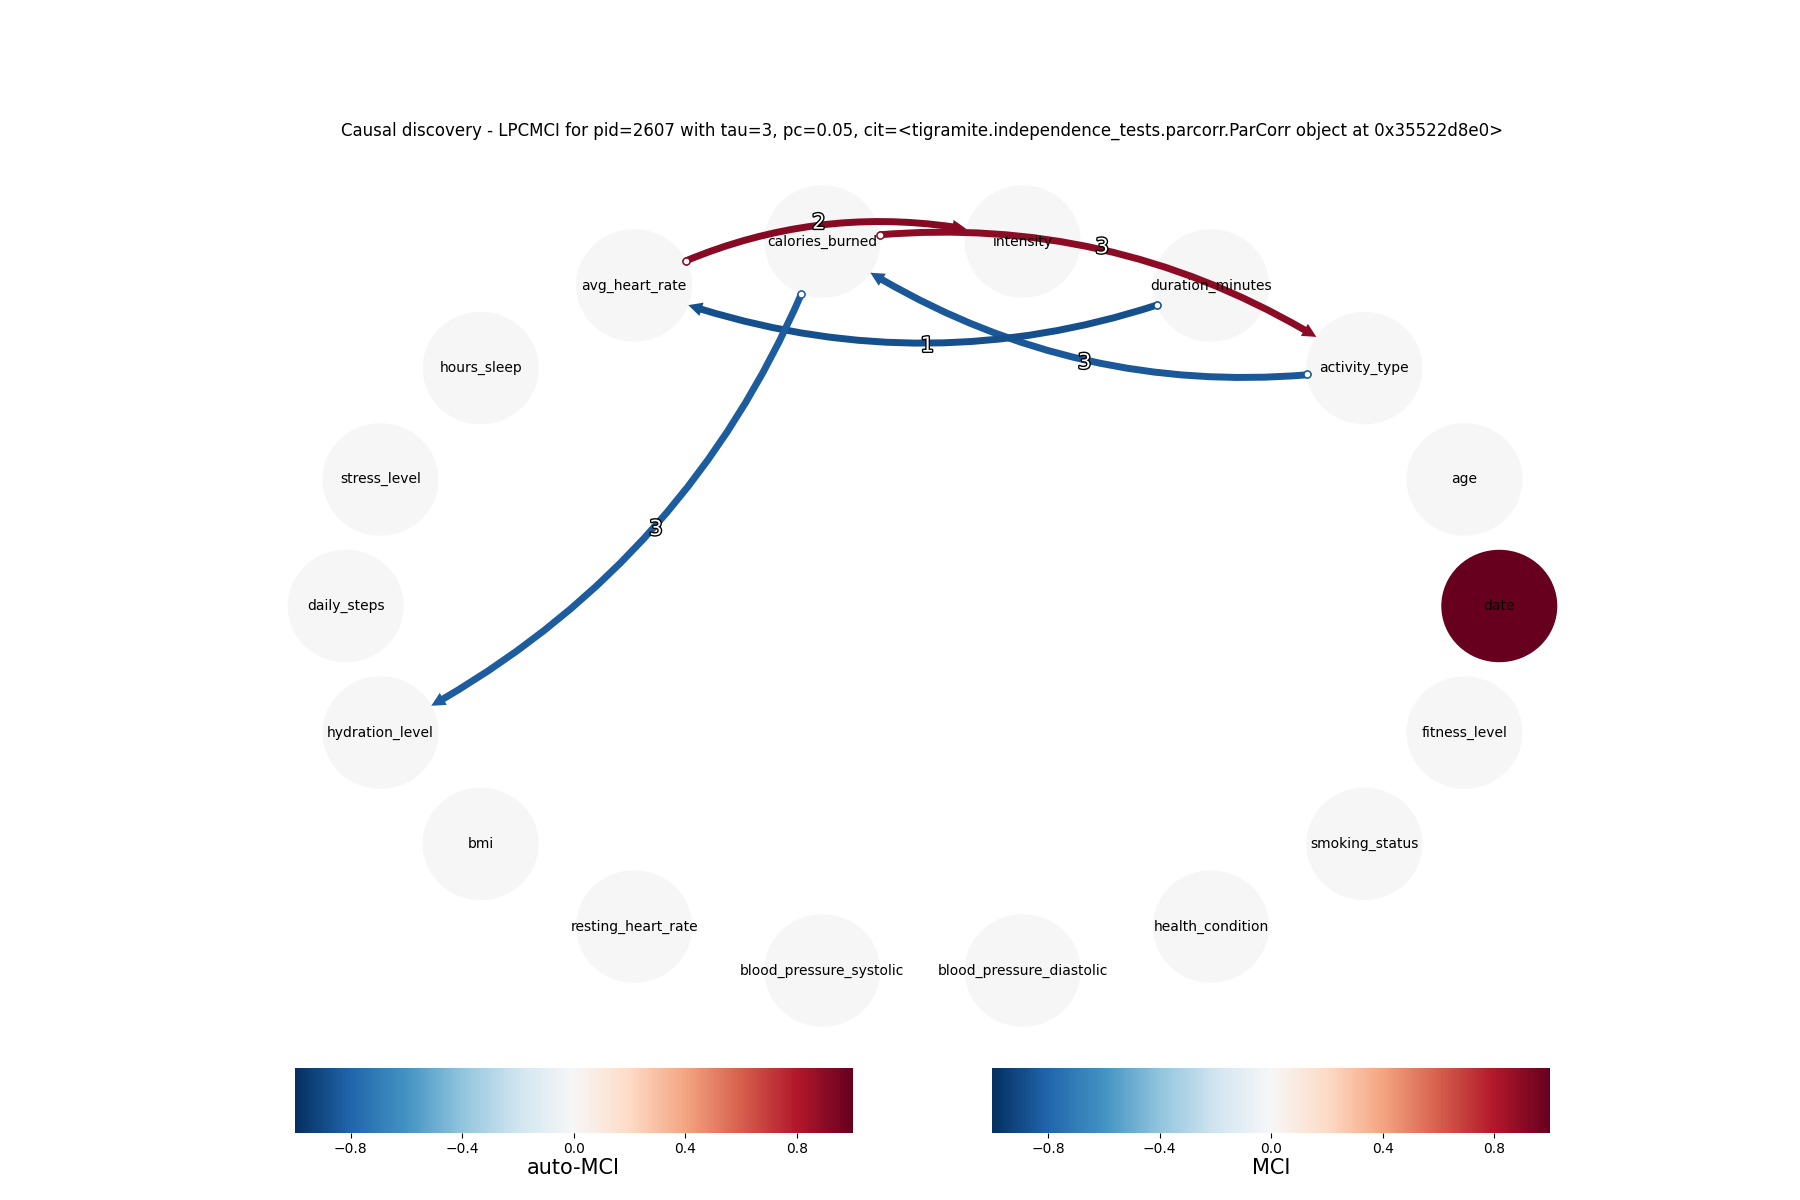 Causal discovery - LPCMCI for pid=2607 with tau=3, pc=0.05, cit=<tigramite.independence_tests.parcorr.ParCorr object at 0x35522d8e0>
2
calories_burned
intensity
3
avg_heart_rate
duration_minutes
1
3
hours_sleep
activity_type
stress_level
age
3
daily_steps
date
hydration_level
fitness_level
bmi
smoking_status
resting_heart_rate
health_condition
blood_pressure_systolic
blood_pressure_diastolic
−0.8 −0.4 0.0 0.4 0.8
auto-MCI
−0.8 −0.4 0.0 0.4 0.8
MCI